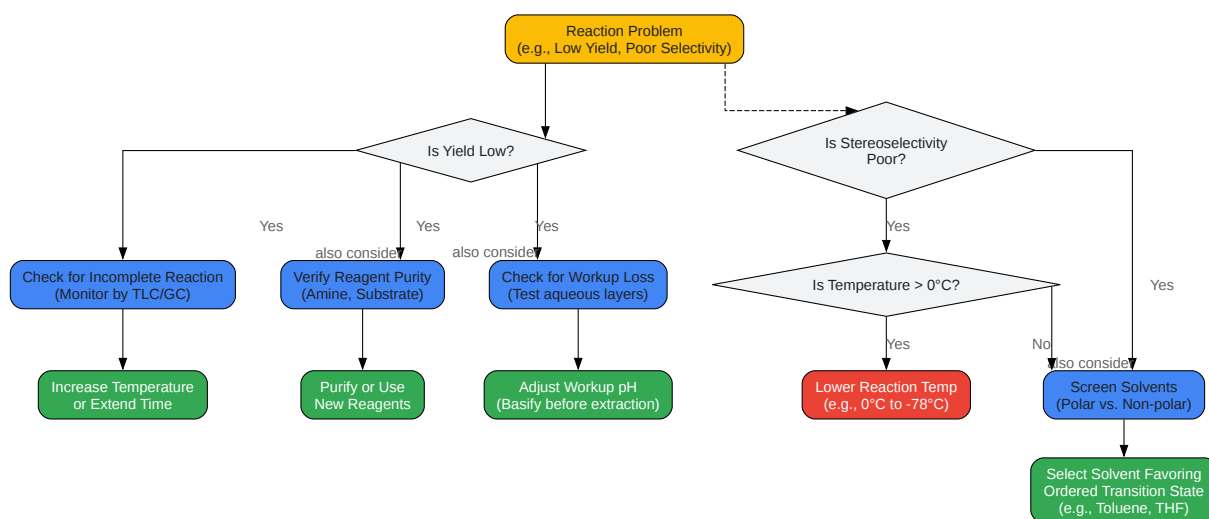 Reaction Problem
(e.g., Low Yield, Poor Selectivity)
Is Yield Low?
Is Stereoselectivity
Poor?
Yes
also consider
Yes
also consider
Yes
Yes
Check for Incomplete Reaction
(Monitor by TLC/GC)
Verify Reagent Purity
(Amine, Substrate)
Check for Workup Loss
(Test aqueous layers)
Is Temperature > 0°C?
Yes
Yes
No
also consider
Increase Temperature
or Extend Time
Purify or Use
New Reagents
Adjust Workup pH
(Basify before extraction)
Lower Reaction Temp
(e.g., 0°C to -78°C)
Screen Solvents
(Polar vs. Non-polar)
Select Solvent Favoring
Ordered Transition State
(e.g., Toluene, THF)